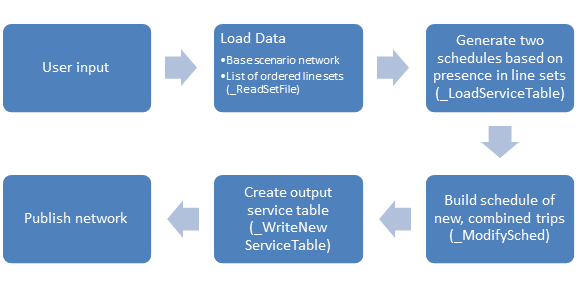 User input
Load Data
•Base scenario network
•List of ordered line sets
(_ReadSetFile)
Generate two
schedules based on
presence in line sets
(_LoadServiceTable)
Build schedule of
new, combined trips
(_ModifySched)
Create output
service table
(_WriteNew
ServiceTable)
Publish network